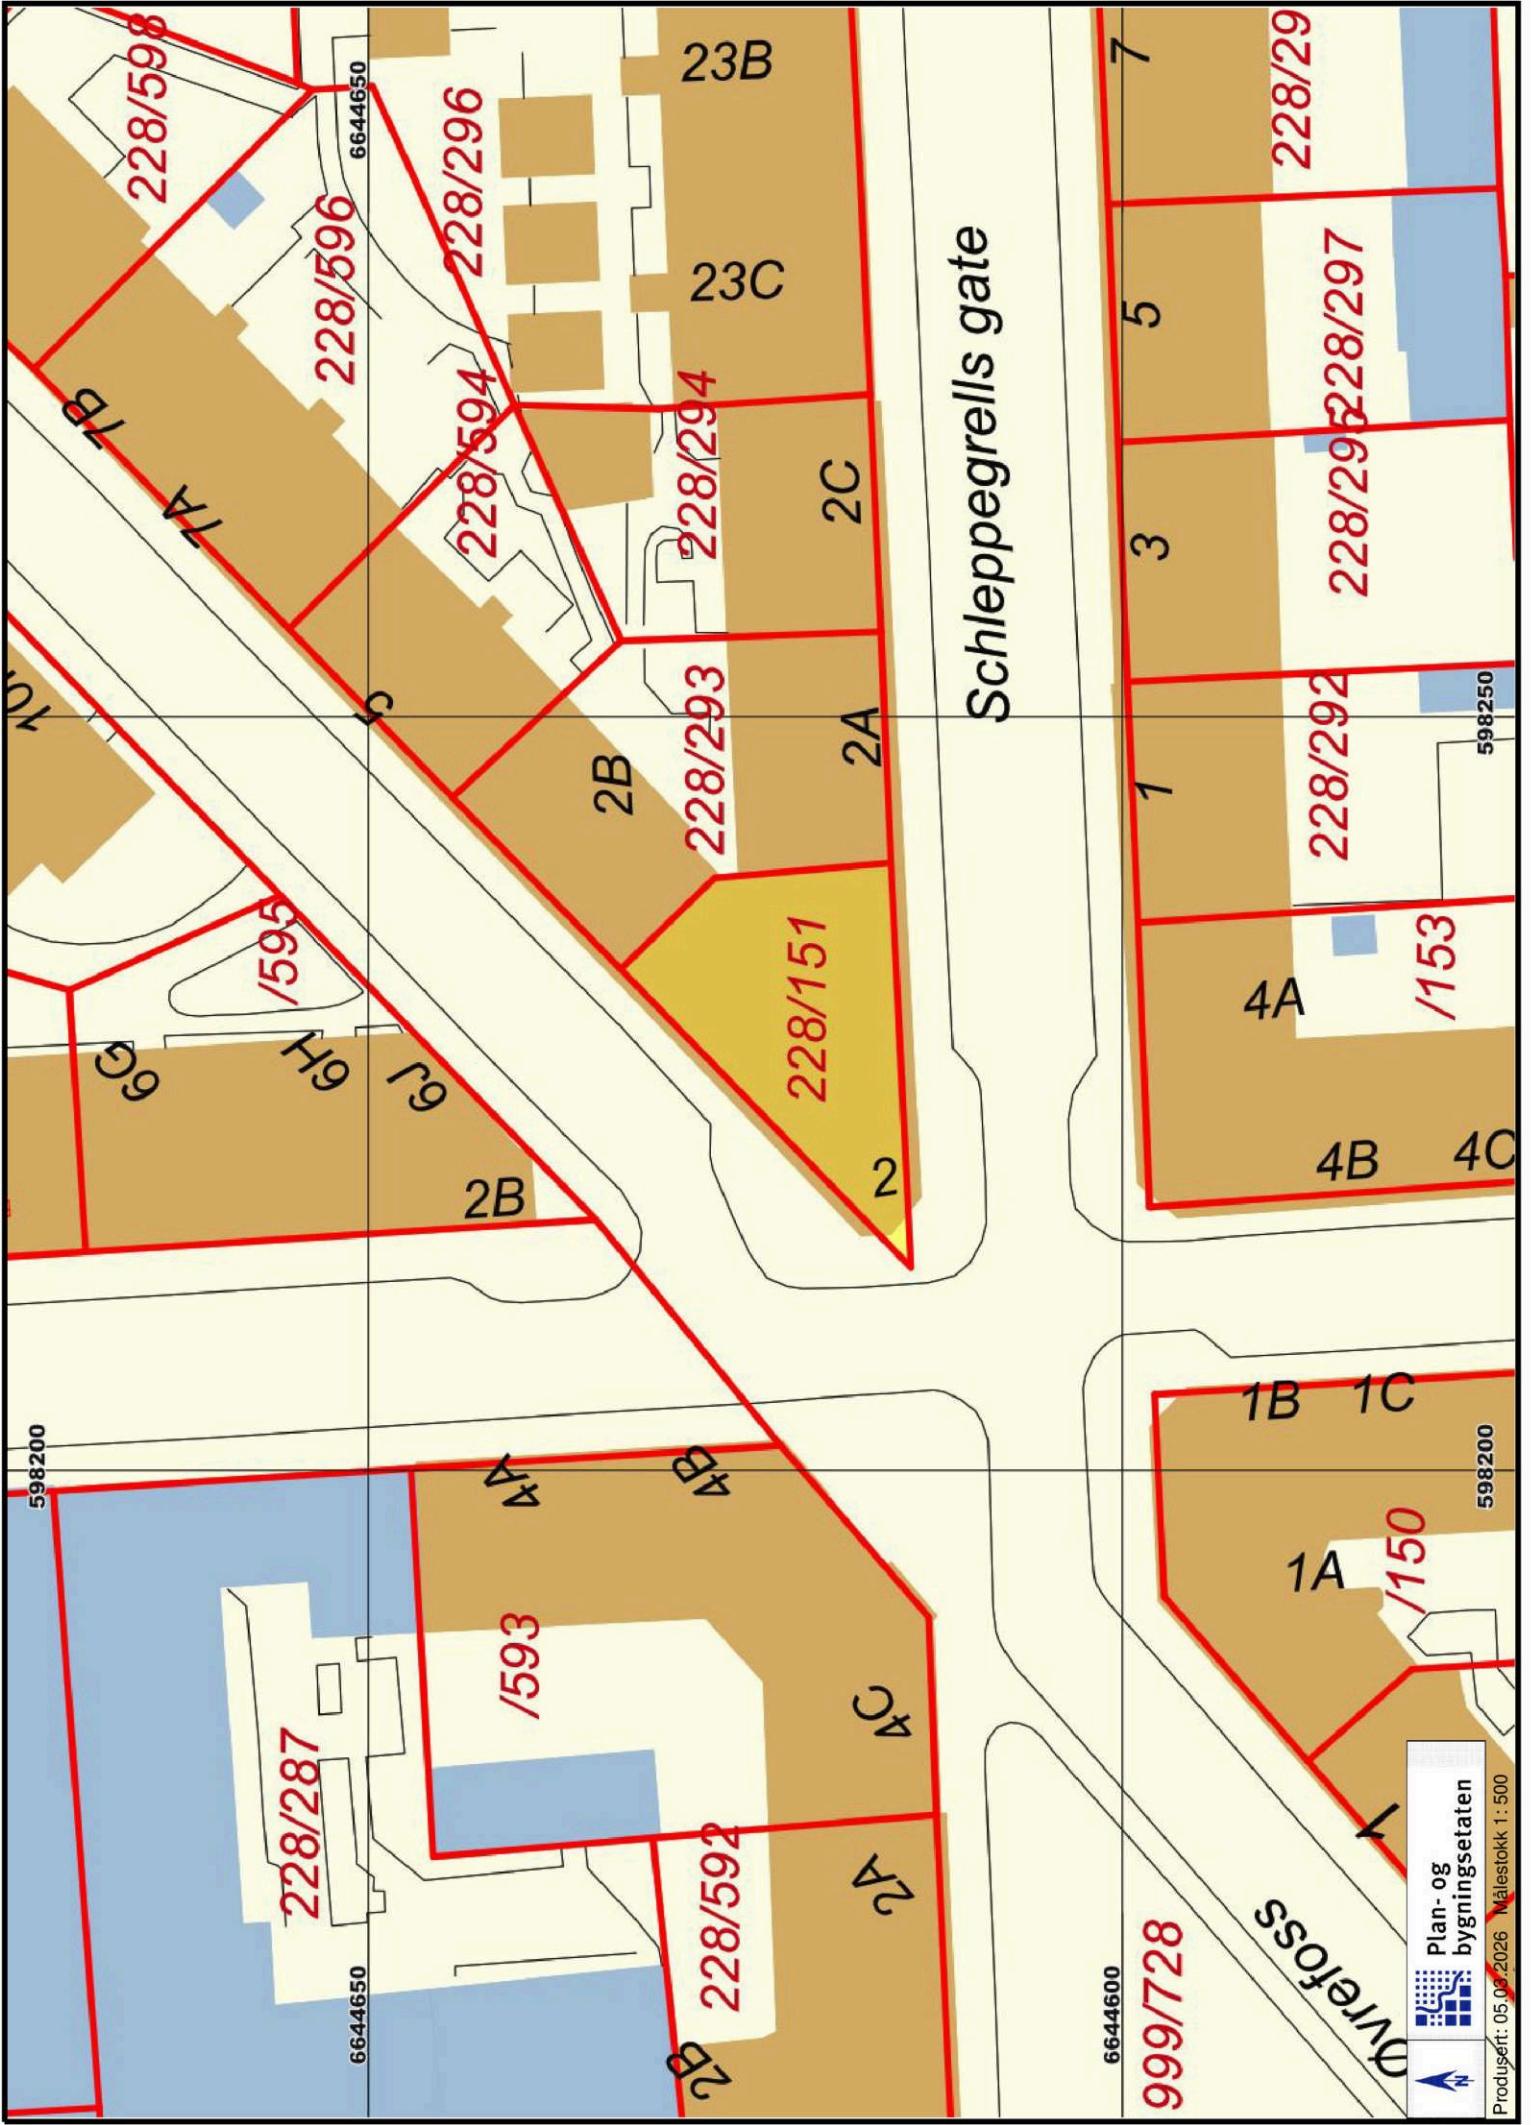 228/598
6644650
228/296
23B
7
228/29
228/596
23C
Schleppegrells gate
5
228/297
7B
7A
228/594
228/294
2C
3
228/295
5
2B
228/293
2A
1
228/292
598250
/595
228/151
4A
/153
6G
6H
6J
2B
2
4B
4C
598200
4A
4B
1B
1C
598200
/593
1A
/150
228/287
4C
1
228/592
2A
6644650
2B
6644600
999/728
Øvrefoss
Plan- og
bygningsetaten
N
Produsert: 05.03.2026 Målestokk 1 : 500